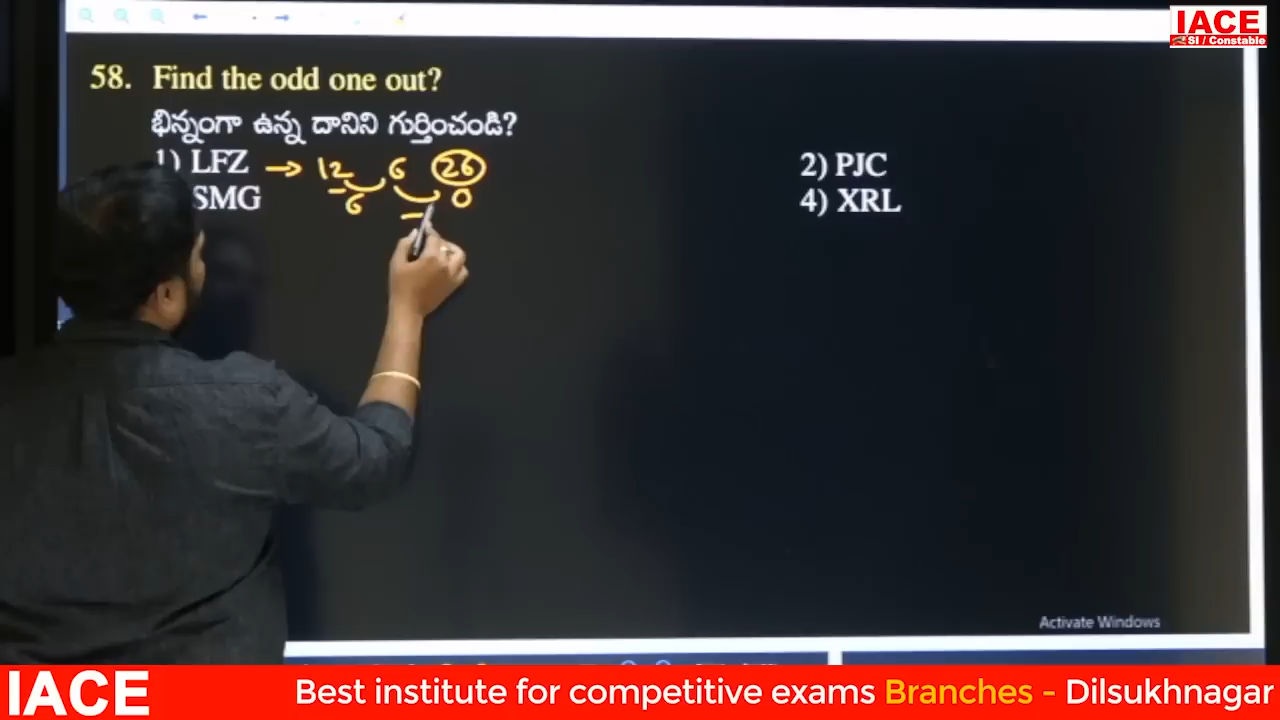 IACE
SI / Constable
58. Find the odd one out?
భిన్నంగా ఉన్న దానిని గుర్తించండి?
1) LFZ → 12 6 26 2) PJC
-6 - 0
SMG 4) XRL
Activate Windows
IACE Best institute for competitive exams Branches - Dilsukhnagar